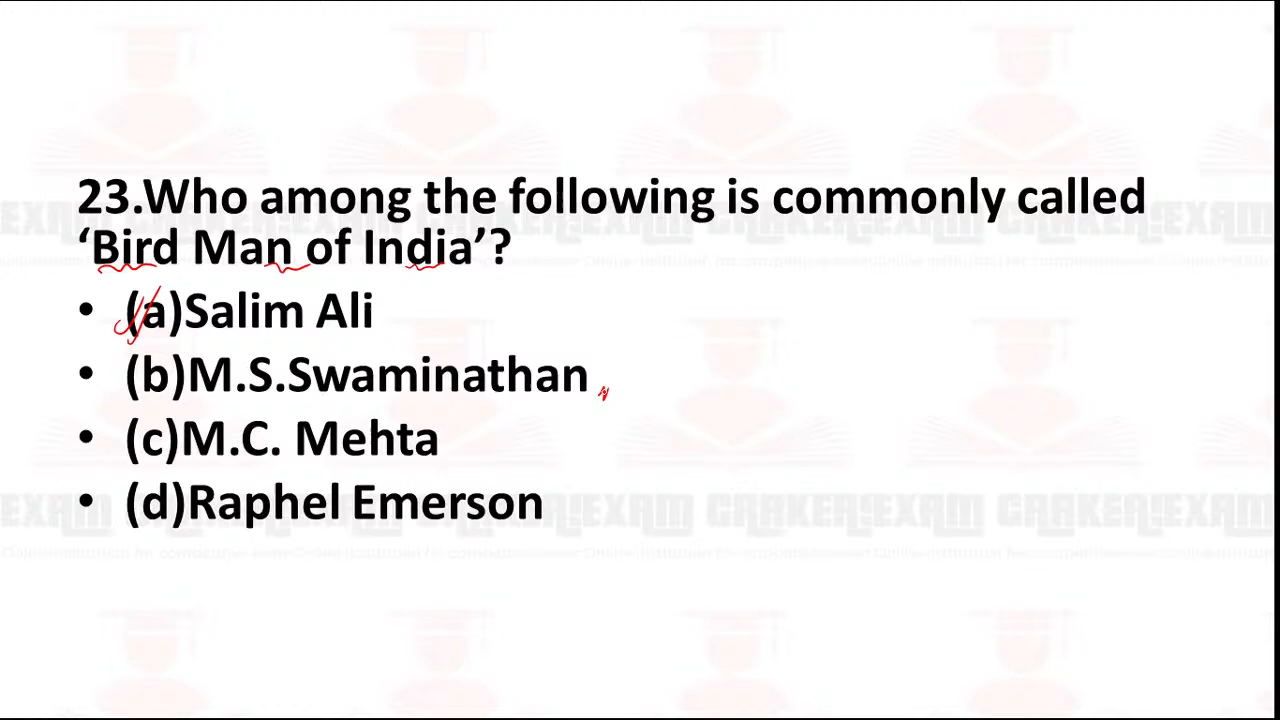 23.Who among the following is commonly called
‘Bird Man of India’?
• (a)Salim Ali
• (b)M.S.Swaminathan
• (c)M.C. Mehta
• (d)Raphel Emerson